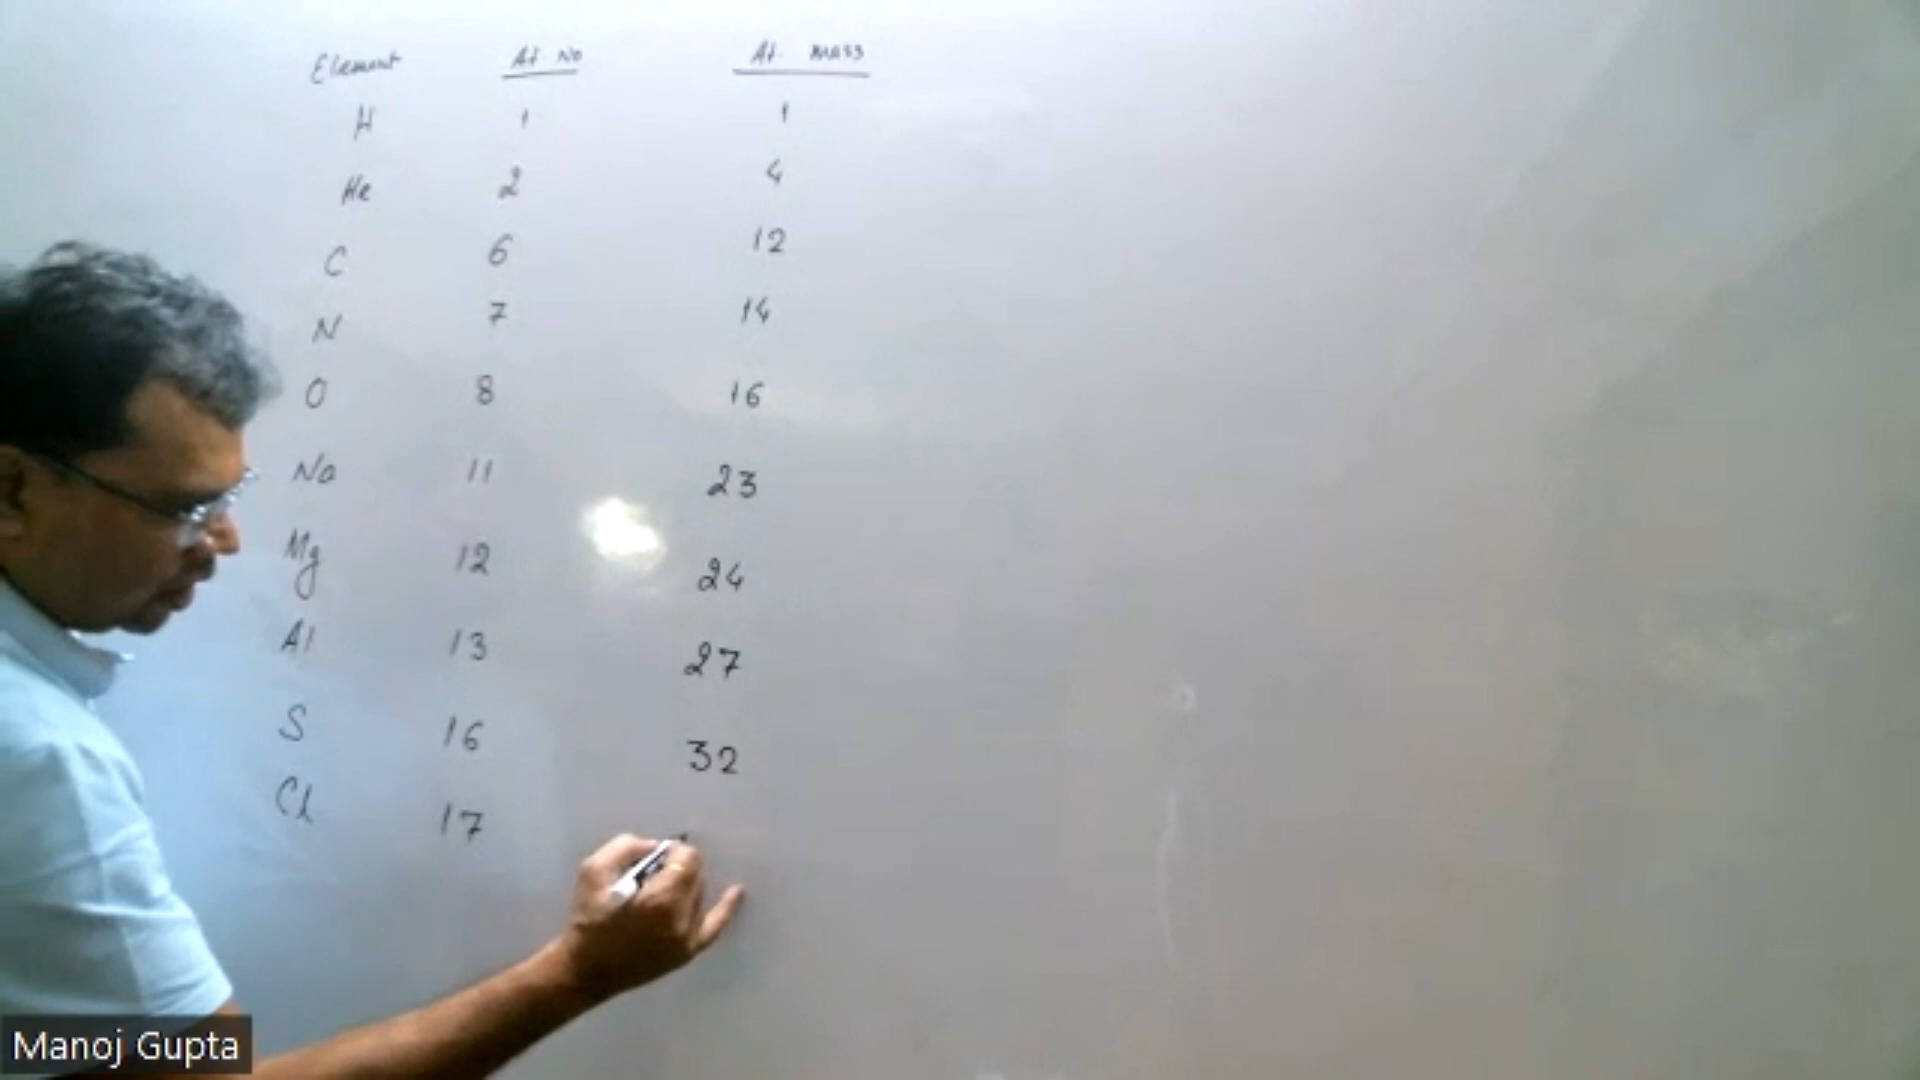 Element At. No At. mass
H 1 1
He 2 4
C 6 12
N 7 14
O 8 16
Na 11 23
Mg 12 24
Al 13 27
S 16 32
Cl 17
Manoj Gupta